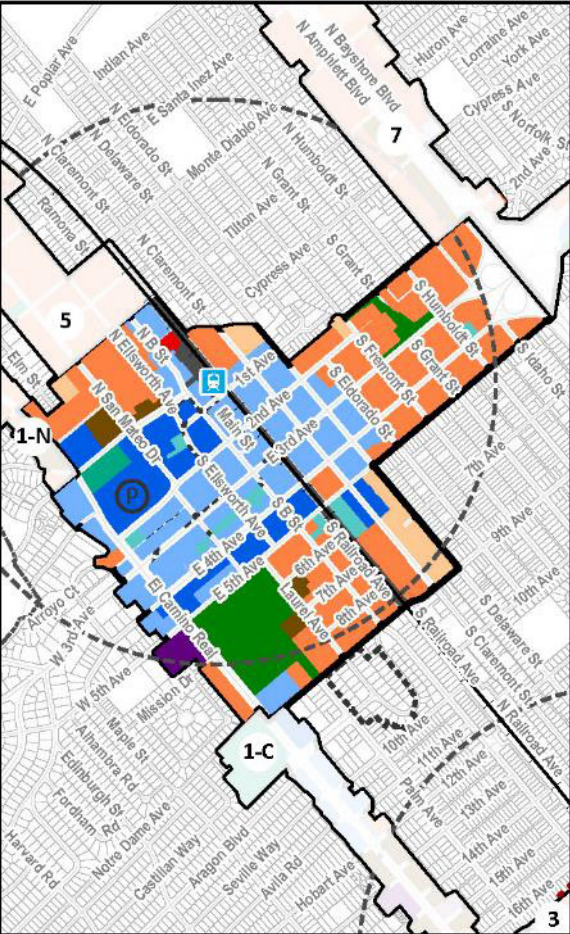 E Poplar Ave
Indian Ave
N Bayshore Blvd
N Amphlett Blvd
Huron Ave
Lorraine Ave
York Ave
E Santa Inez Ave
Cypress Ave
S Norfolk St
N Eldorado St
N Delaware St
N Claremont St
Monte Diablo Ave
N Humboldt St
7
2nd Ave
Ramona St
N Grant St
Tilton Ave
N Claremont St
Cypress Ave
S Grant St
S Humboldt St
5
N B St
N Ellsworth Ave
Elm St
1st Ave
S Fremont St
S Grant St
S Idaho St
N San Mateo Dr
Main St
2nd Ave
S Eldorado St
1-N
E 3rd Ave
7th Ave
P
S Ellsworth Ave
S B St
9th Ave
E 4th Ave
S Railroad Ave
6th Ave
E 5th Ave
7th Ave
10th Ave
El Camino Real
Laurel Ave
8th Ave
Arroyo Ct
W 3rd Ave
S Railroad Ave
S Delaware St
S Claremont St
W 5th Ave
Mission Dr
N Railroad Ave
Maple St
Alhambra Rd
1-C
10th Ave
11th Ave
12th Ave
Edinburgh St
Fordham Rd
Notre Dame Ave
Palm Ave
13th Ave
Harvard Rd
Castilian Way
Aragon Blvd
Seville Way
Avila Rd
Hobart Ave
14th Ave
15th Ave
16th Ave
3